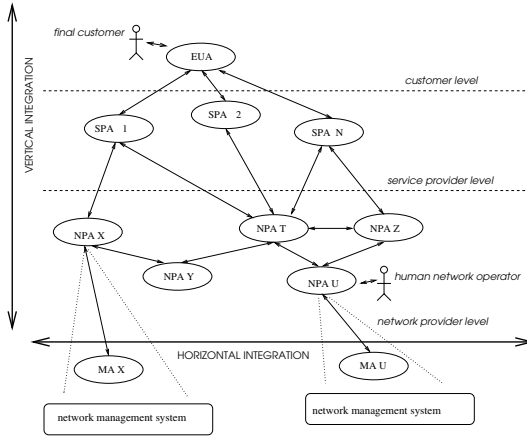 final customer
EUA
customer level
SPA 1
SPA 2
SPA N
service provider level
VERTICAL INTEGRATION
NPA X
NPA T
NPA Z
NPA Y
NPA U
human network operator
network provider level
HORIZONTAL INTEGRATION
MA X
MA U
network management system
network management system